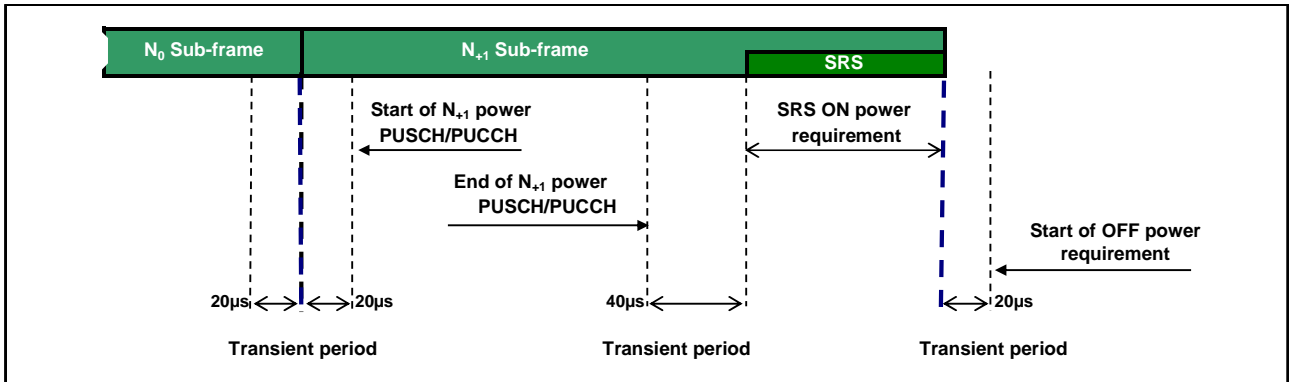 N0 Sub-frame
N+1 Sub-frame
SRS
Start of N+1 power
PUSCH/PUCCH
SRS ON power
requirement
End of N+1 power
PUSCH/PUCCH
Start of OFF power
requirement
20µs
20µs
40µs
20µs
Transient period
Transient period
Transient period